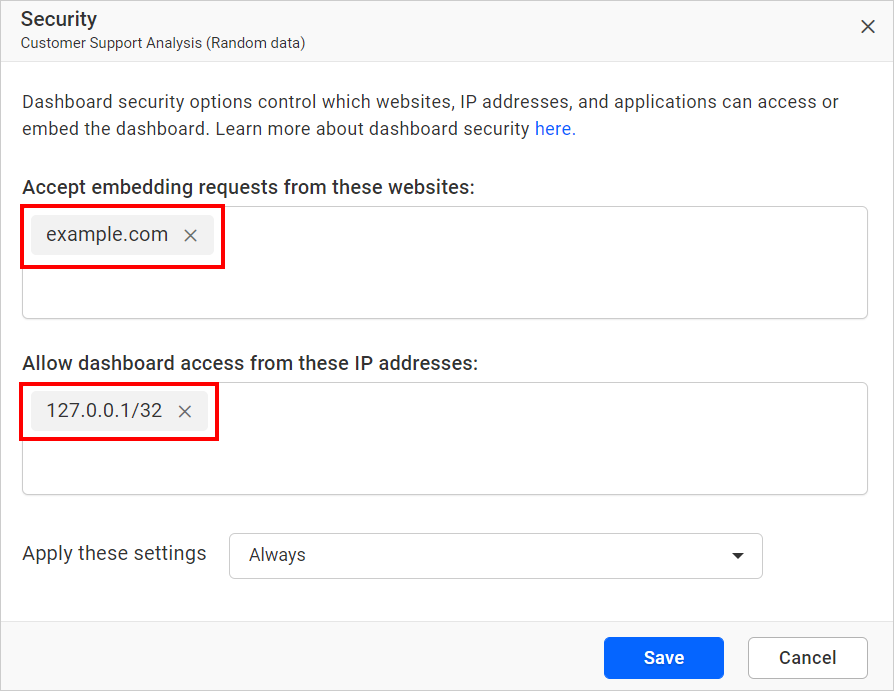 Security
Customer Support Analysis (Random data)
Dashboard security options control which websites, IP addresses, and applications can access or
embed the dashboard. Learn more about dashboard security here.
Accept embedding requests from these websites:
example.com
Allow dashboard access from these IP addresses:
127.0.0.1/32
Apply these settings Always
Save Cancel